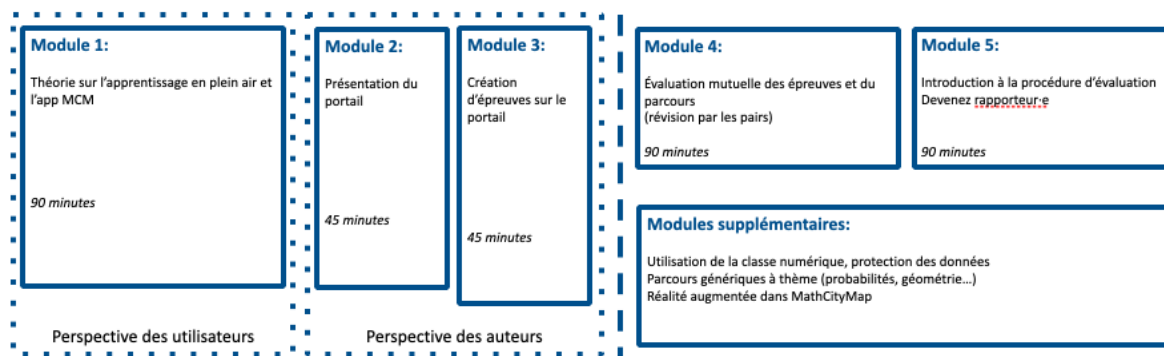 Module 1:
Théorie sur l'apprentissage en plein air et
l'app MCM
90 minutes
Module 2:
Présentation du
portail
45 minutes
Module 3:
Création
d'épreuves sur le
portail
45 minutes
Perspective des utilisateurs
Perspective des auteurs
Module 4:
Évaluation mutuelle des épreuves et du
parcours
(révision par les pairs)
90 minutes
Module 5:
Introduction à la procédure d'évaluation
Devenez rapporteur·e
90 minutes
Modules supplémentaires:
Utilisation de la classe numérique, protection des données
Parcours génériques à thème (probabilités, géométrie…)
Réalité augmentée dans MathCityMap